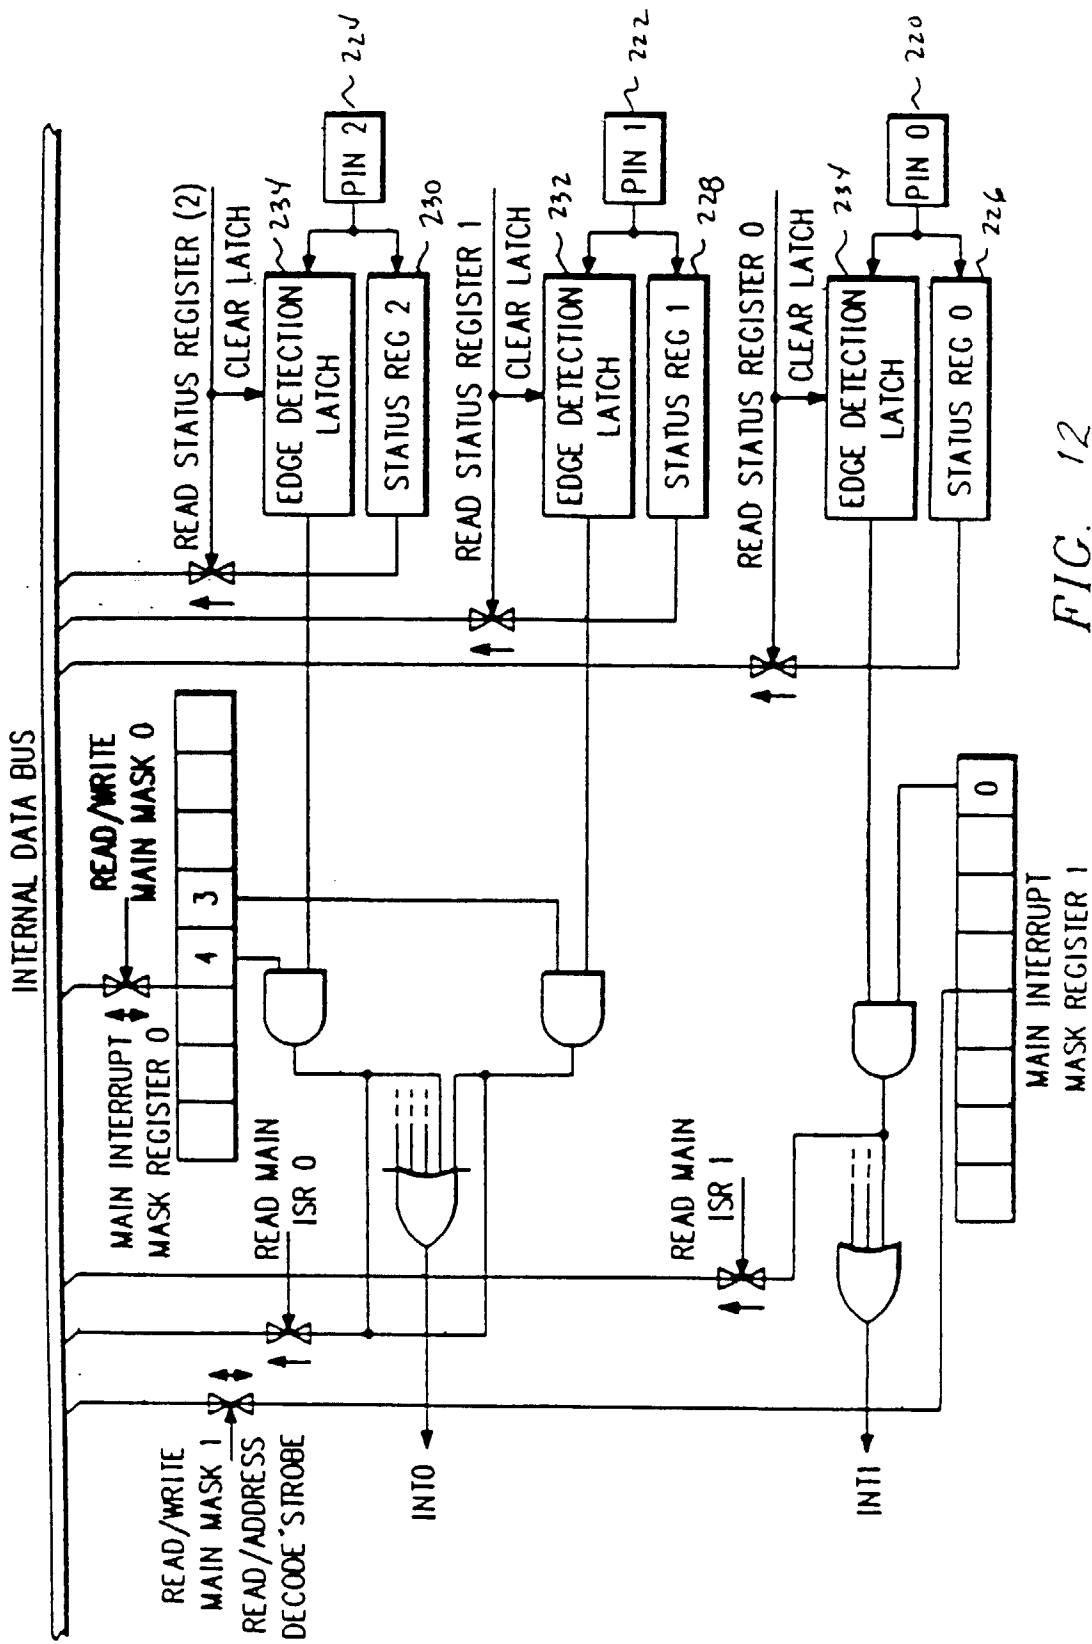 INTERNAL DATA BUS
READ/WRITE
MAIN MASK 1
READ/ADDRESS
DECODE STROBE
READ MAIN
ISR 0
MAIN INTERRUPT
MASK REGISTER 0
READ/WRITE
MAIN MASK 0
4
3
READ STATUS REGISTER (2)
CLEAR LATCH
EDGE DETECTION
LATCH
234
STATUS REG 2
230
PIN 2
224
INT0
READ STATUS REGISTER 1
CLEAR LATCH
EDGE DETECTION
LATCH
232
STATUS REG 1
228
PIN 1
222
READ MAIN
ISR 1
READ STATUS REGISTER 0
CLEAR LATCH
EDGE DETECTION
LATCH
234
STATUS REG 0
226
PIN 0
220
INT1
0
MAIN INTERRUPT
MASK REGISTER 1
FIG. 12